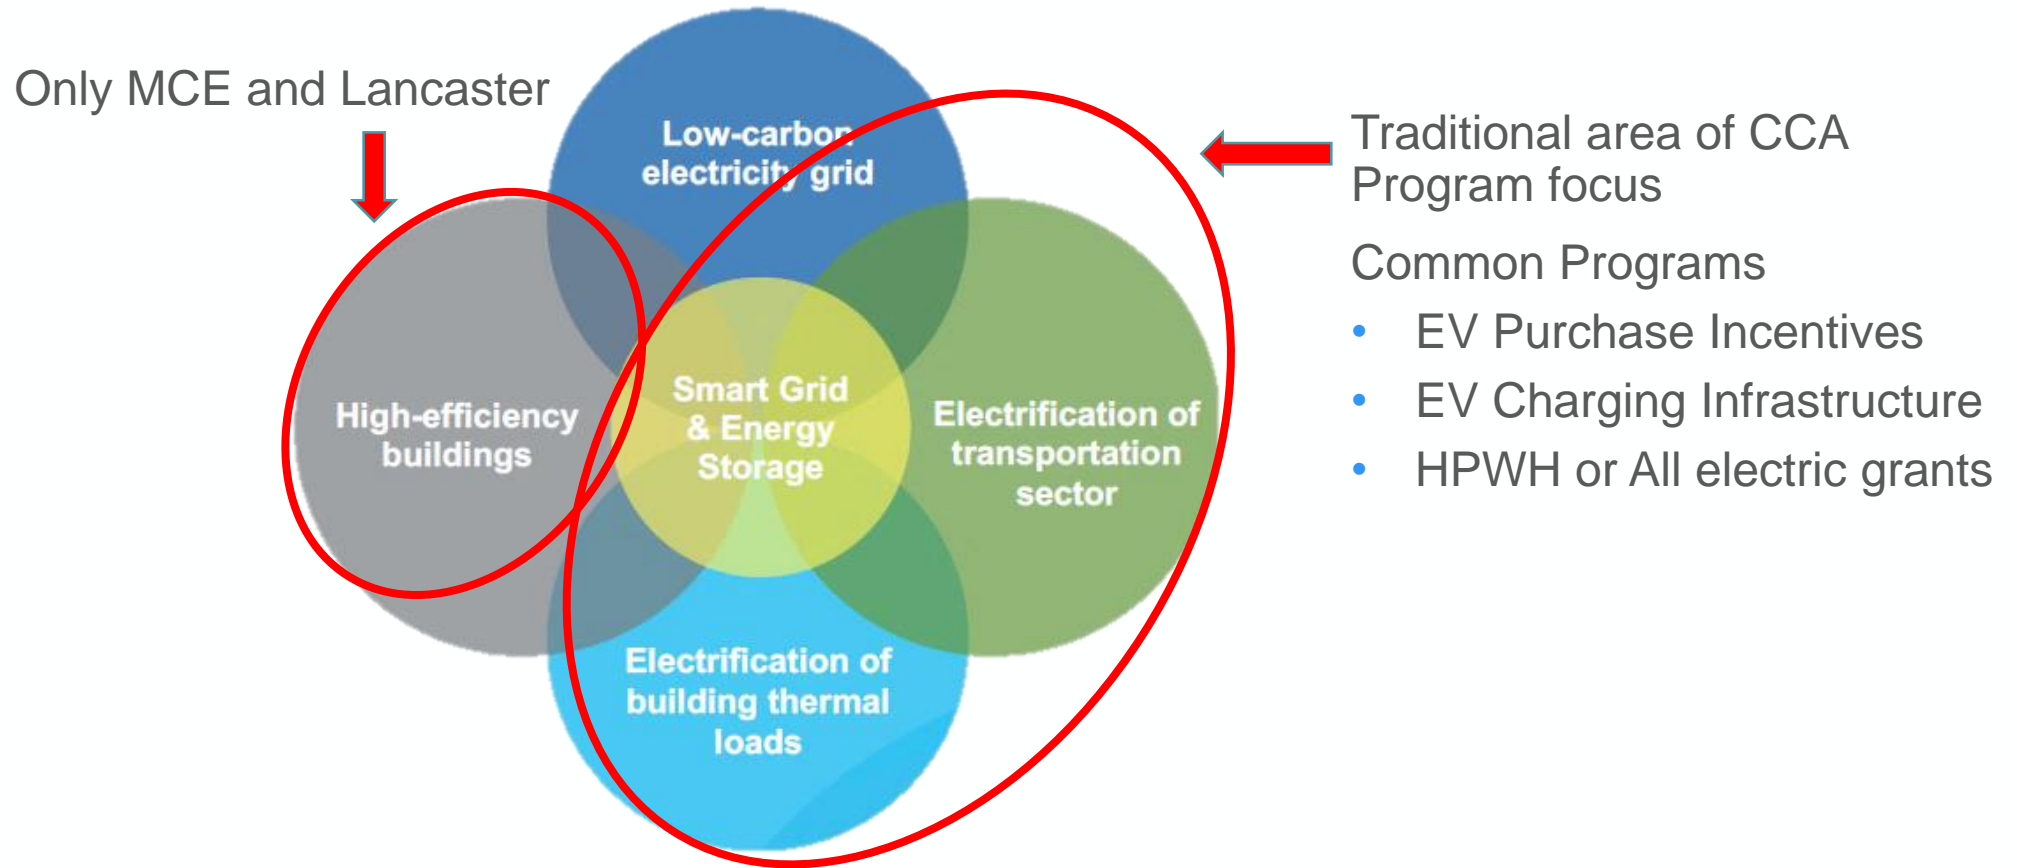 Only MCE and Lancaster
Low-carbon
electricity grid
High-efficiency
buildings
Smart Grid
& Energy
Storage
Electrification of
transportation
sector
Electrification of
building thermal
loads
Traditional area of CCA
Program focus
Common Programs
• EV Purchase Incentives
• EV Charging Infrastructure
• HPWH or All electric grants